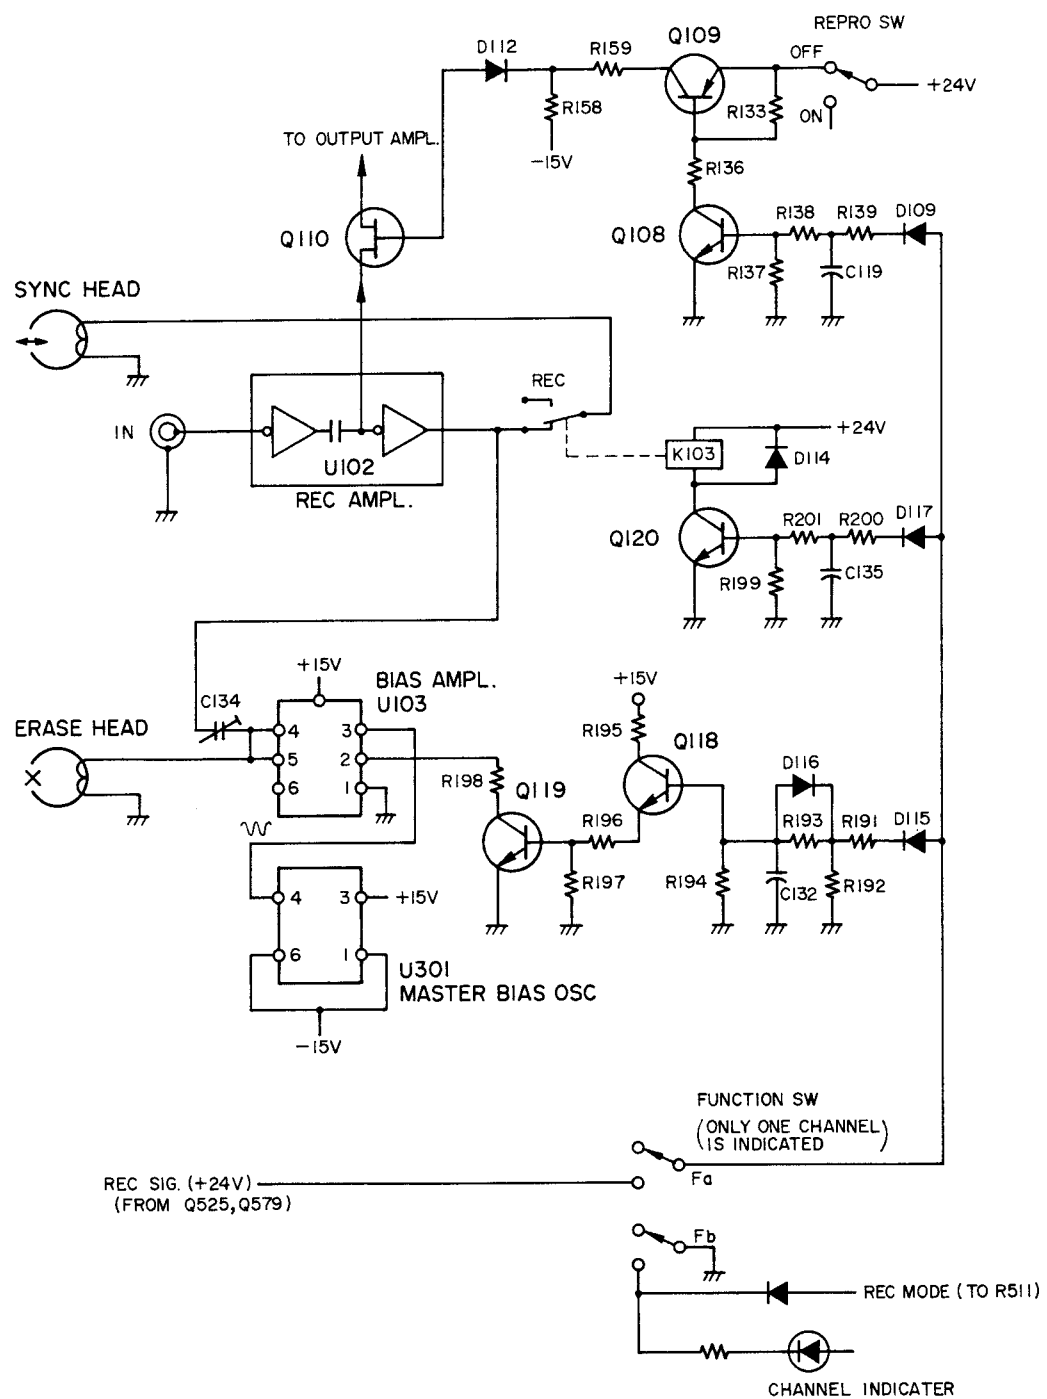 REPRO SW
Q109
D112
R159
OFF
+24V
R158
R133
ON
TO OUTPUT AMPL.
-15V
R136
Q110
Q108
R138
R139
D109
R137
C119
SYNC HEAD
REC
IN
+24V
K103
D114
U102
REC AMPL.
D117
R201
R200
Q120
R199
C135
+15V
BIAS AMPL.
U103
+15V
C134
R195
Q118
ERASE HEAD
4
3
D116
5
2
R198
Q119
6
1
R196
R193
R191
D115
R197
R194
C132
R192
4
3
+15V
6
1
U301
MASTER BIAS OSC
-15V
FUNCTION SW
(ONLY ONE CHANNEL)
IS INDICATED
Fa
REC SIG. (+24V)
(FROM Q525,Q579)
Fb
REC MODE (TO R511)
CHANNEL INDICATER